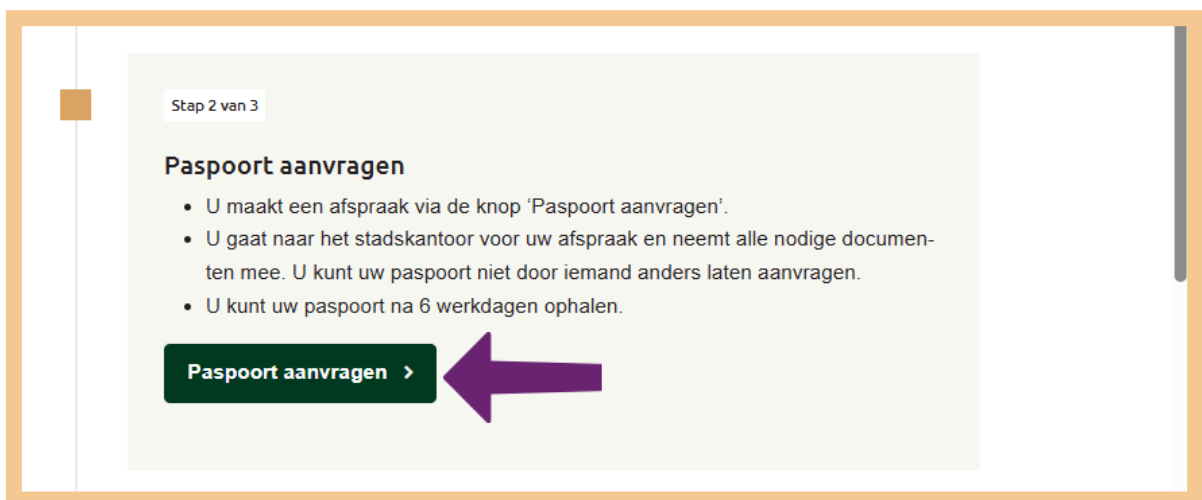 Stap 2 van 3
Paspoort aanvragen
• U maakt een afspraak via de knop ‘Paspoort aanvragen’.
• U gaat naar het stadskantoor voor uw afspraak en neemt alle nodige documen-
ten mee. U kunt uw paspoort niet door iemand anders laten aanvragen.
• U kunt uw paspoort na 6 werkdagen ophalen.
Paspoort aanvragen >